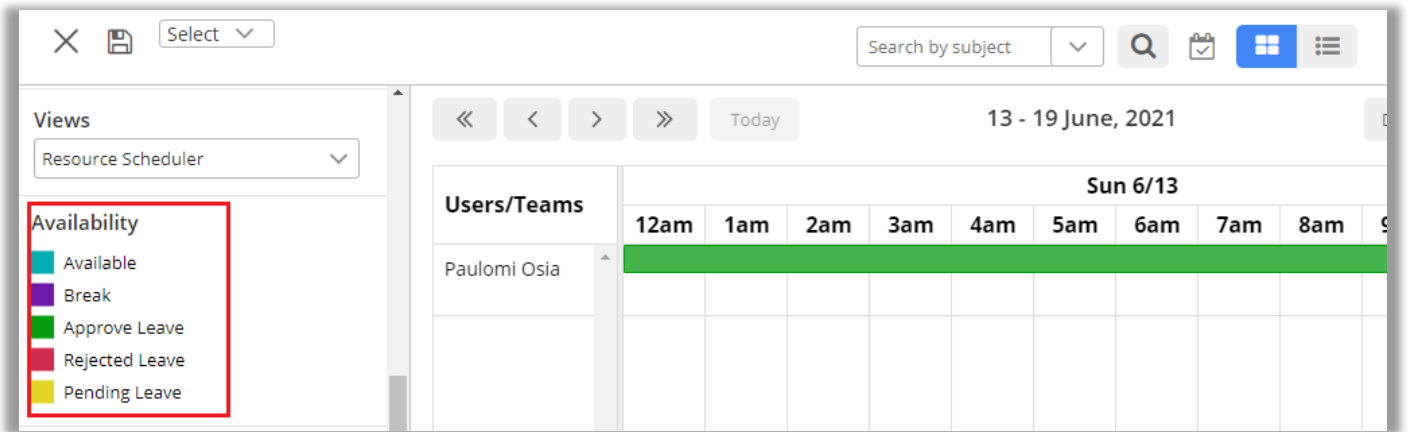 Select
Search by subject
Views
Resource Scheduler
Today
13 - 19 June, 2021
Availability
Available
Break
Approve Leave
Rejected Leave
Pending Leave
Users/Teams
Sun 6/13
12am 1am 2am 3am 4am 5am 6am 7am 8am
Paulomi Osia